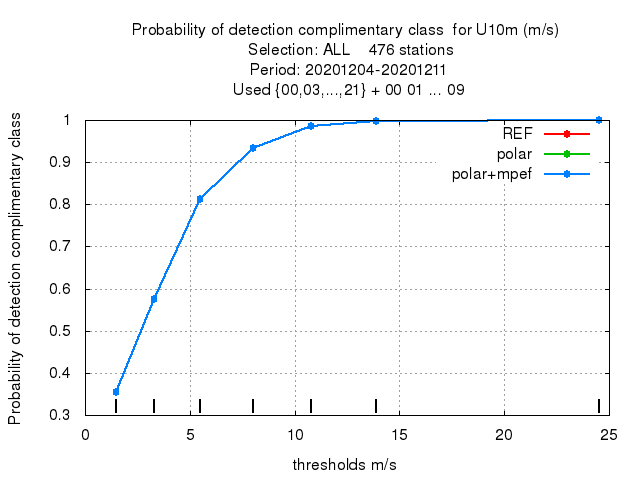 Probability of detection complimentary class for U10m (m/s)
Selection: ALL 476 stations
Period: 20201204-20201211
Used {00,03,...,21} + 00 01 ... 09
Probability of detection complimentary class
1
0.9
0.8
0.7
0.6
0.5
0.4
0.3
REF
polar
polar+mpef
0 5 10 15 20 25
thresholds m/s